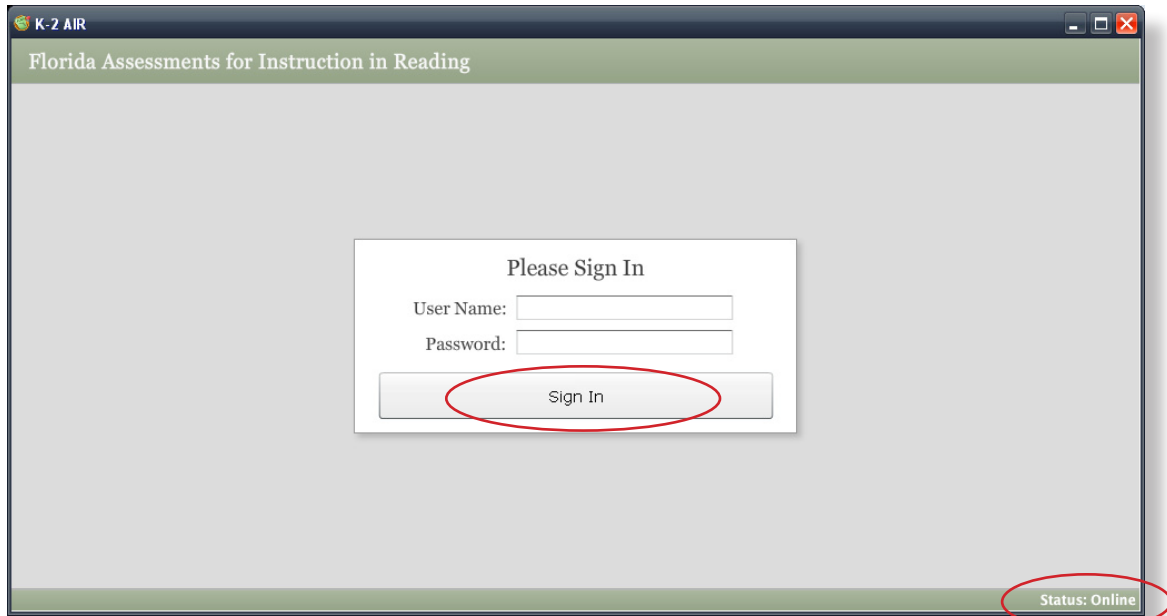 K-2 AIR
Florida Assessments for Instruction in Reading
Please Sign In
User Name:
Password:
Sign In
Status: Online